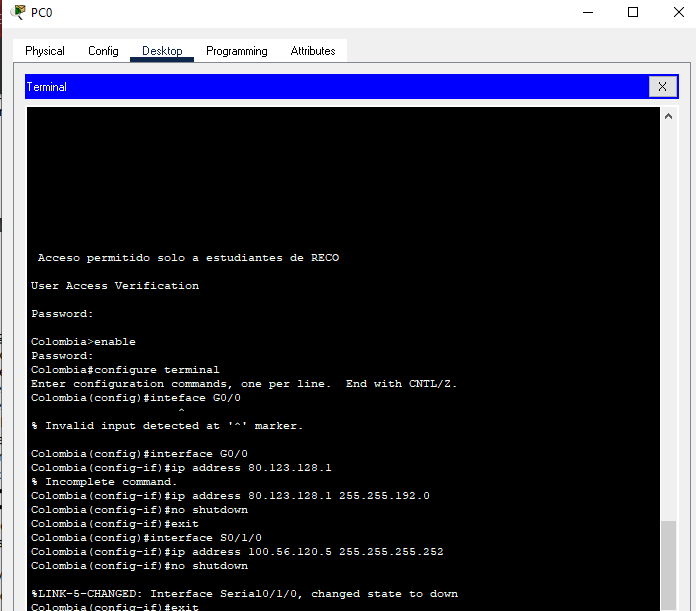 PC0
Physical Config Desktop Programming Attributes
Terminal
X
Acceso permitido solo a estudiantes de RECO
User Access Verification
Password:
Colombia>enable
Password:
Colombia#configure terminal
Enter configuration commands, one per line.  End with CNTL/Z.
Colombia(config)#inteface G0/0
^
% Invalid input detected at '^' marker.
Colombia(config)#interface G0/0
Colombia(config-if)#ip address 80.123.128.1
% Incomplete command.
Colombia(config-if)#ip address 80.123.128.1 255.255.192.0
Colombia(config-if)#no shutdown
Colombia(config-if)#exit
Colombia(config)#interface S0/1/0
Colombia(config-if)#ip address 100.56.120.5 255.255.255.252
Colombia(config-if)#no shutdown
%LINK-5-CHANGED: Interface Serial0/1/0, changed state to down
Colombia(config-if)#exit